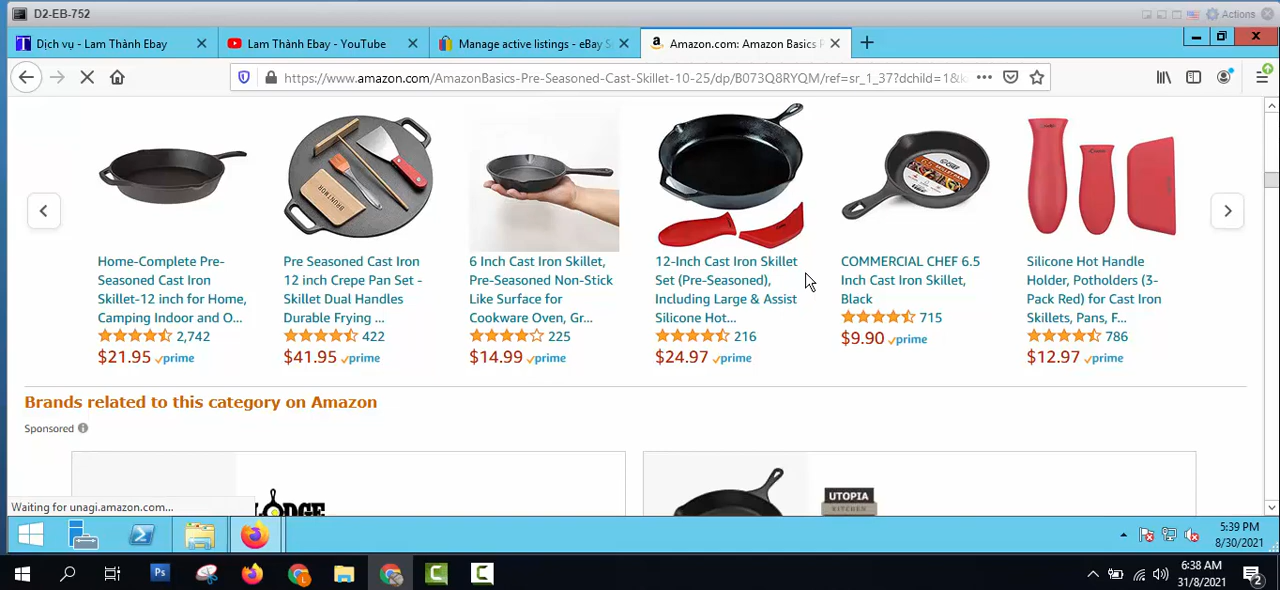 D2-EB-752
Actions
Dịch vụ - Lam Thành Ebay
Lam Thành Ebay - YouTube
Manage active listings - eBay S
Amazon.com: Amazon Basics P
https://www.amazon.com/AmazonBasics-Pre-Seasoned-Cast-Skillet-10-25/dp/B073Q8RYQM/ref=sr_1_37?dchild=1&k
Home-Complete Pre-
Seasoned Cast Iron
Skillet-12 inch for Home,
Camping Indoor and O...
2,742
$21.95 prime
Pre Seasoned Cast Iron
12 inch Crepe Pan Set -
Skillet Dual Handles
Durable Frying ...
422
$41.95 prime
6 Inch Cast Iron Skillet,
Pre-Seasoned Non-Stick
Like Surface for
Cookware Oven, Gr...
225
$14.99 prime
12-Inch Cast Iron Skillet
Set (Pre-Seasoned),
Including Large & Assist
Silicone Hot...
216
$24.97 prime
COMMERCIAL CHEF 6.5
Inch Cast Iron Skillet,
Black
715
$9.90 prime
Silicone Hot Handle
Holder, Potholders (3-
Pack Red) for Cast Iron
Skillets, Pans, F...
786
$12.97 prime
Brands related to this category on Amazon
Sponsored
LODGE
UTOPIA
KITCHEN
Waiting for unagi.amazon.com...
5:39 PM
8/30/2021
Ps
6:38 AM
31/8/2021
2